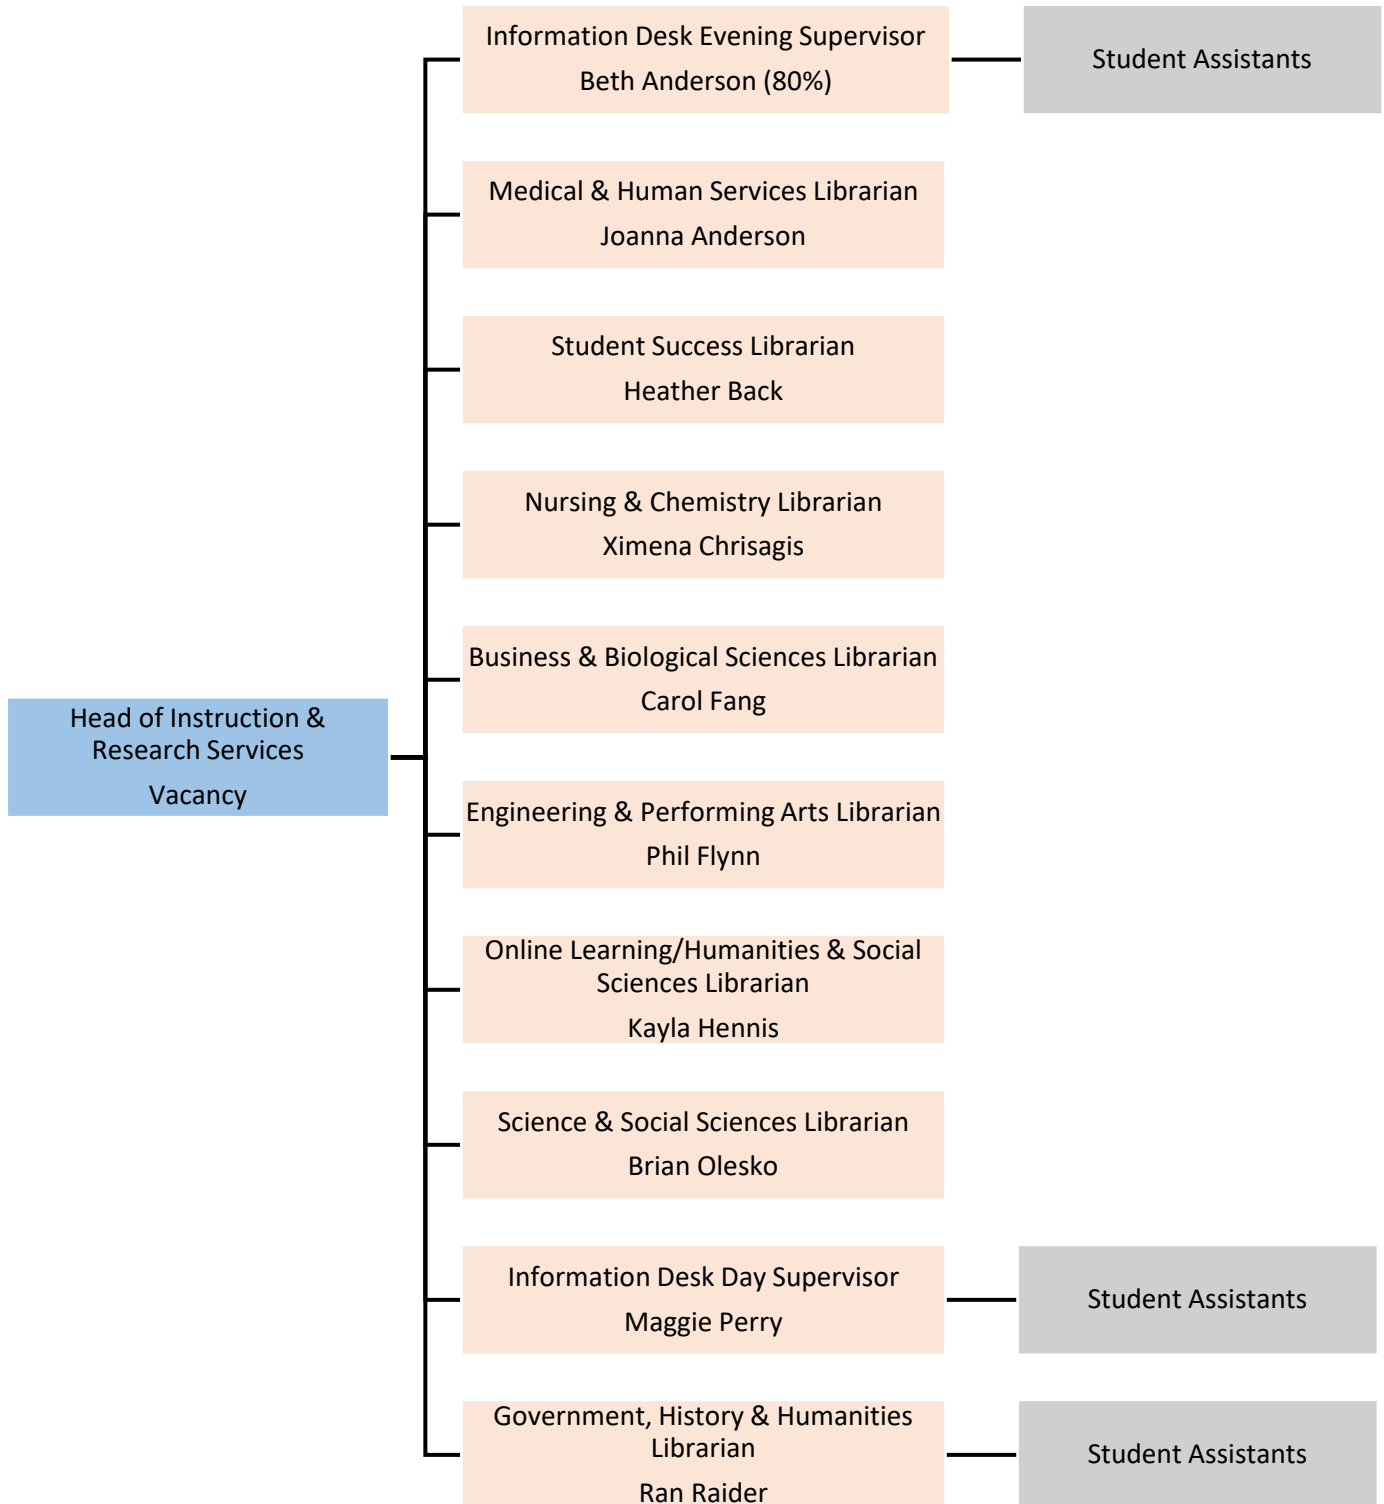 Information Desk Evening Supervisor
Beth Anderson (80%)
Student Assistants
Medical & Human Services Librarian
Joanna Anderson
Student Success Librarian
Heather Back
Nursing & Chemistry Librarian
Ximena Chrisagis
Business & Biological Sciences Librarian
Carol Fang
Head of Instruction &
Research Services
Vacancy
Engineering & Performing Arts Librarian
Phil Flynn
Online Learning/Humanities & Social
Sciences Librarian
Kayla Hennis
Science & Social Sciences Librarian
Brian Olesko
Information Desk Day Supervisor
Maggie Perry
Student Assistants
Government, History & Humanities
Librarian
Ran Raider
Student Assistants